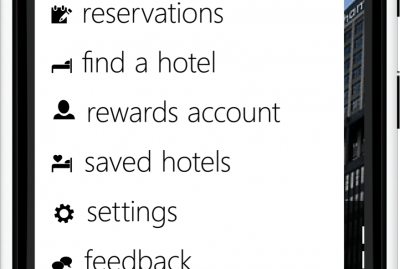 reservations
find a hotel
rewards account
saved hotels
settings
feedback